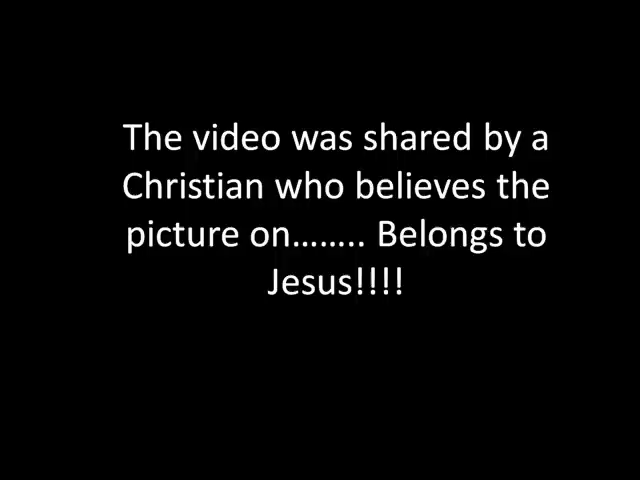 The video was shared by a
Christian who believes the
picture on…….. Belongs to
Jesus!!!!